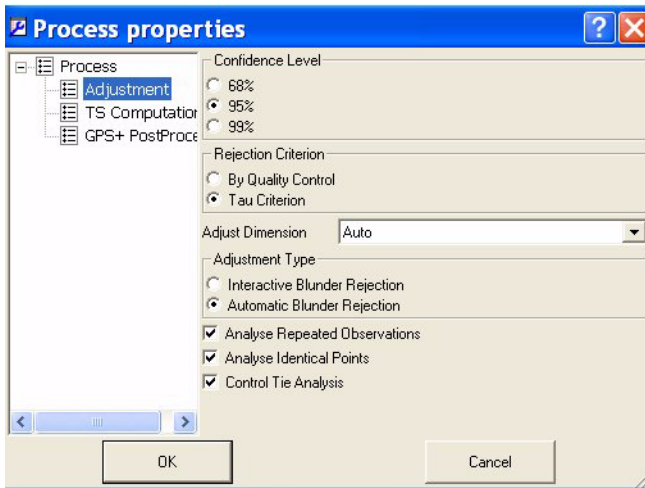 Process properties
Process
Adjustment
TS Computation
GPS+ PostProce
Confidence Level
68%
95%
99%
Rejection Criterion
By Quality Control
Tau Criterion
Adjust Dimension Auto
Adjustment Type
Interactive Blunder Rejection
Automatic Blunder Rejection
Analyse Repeated Observations
Analyse Identical Points
Control Tie Analysis
OK Cancel